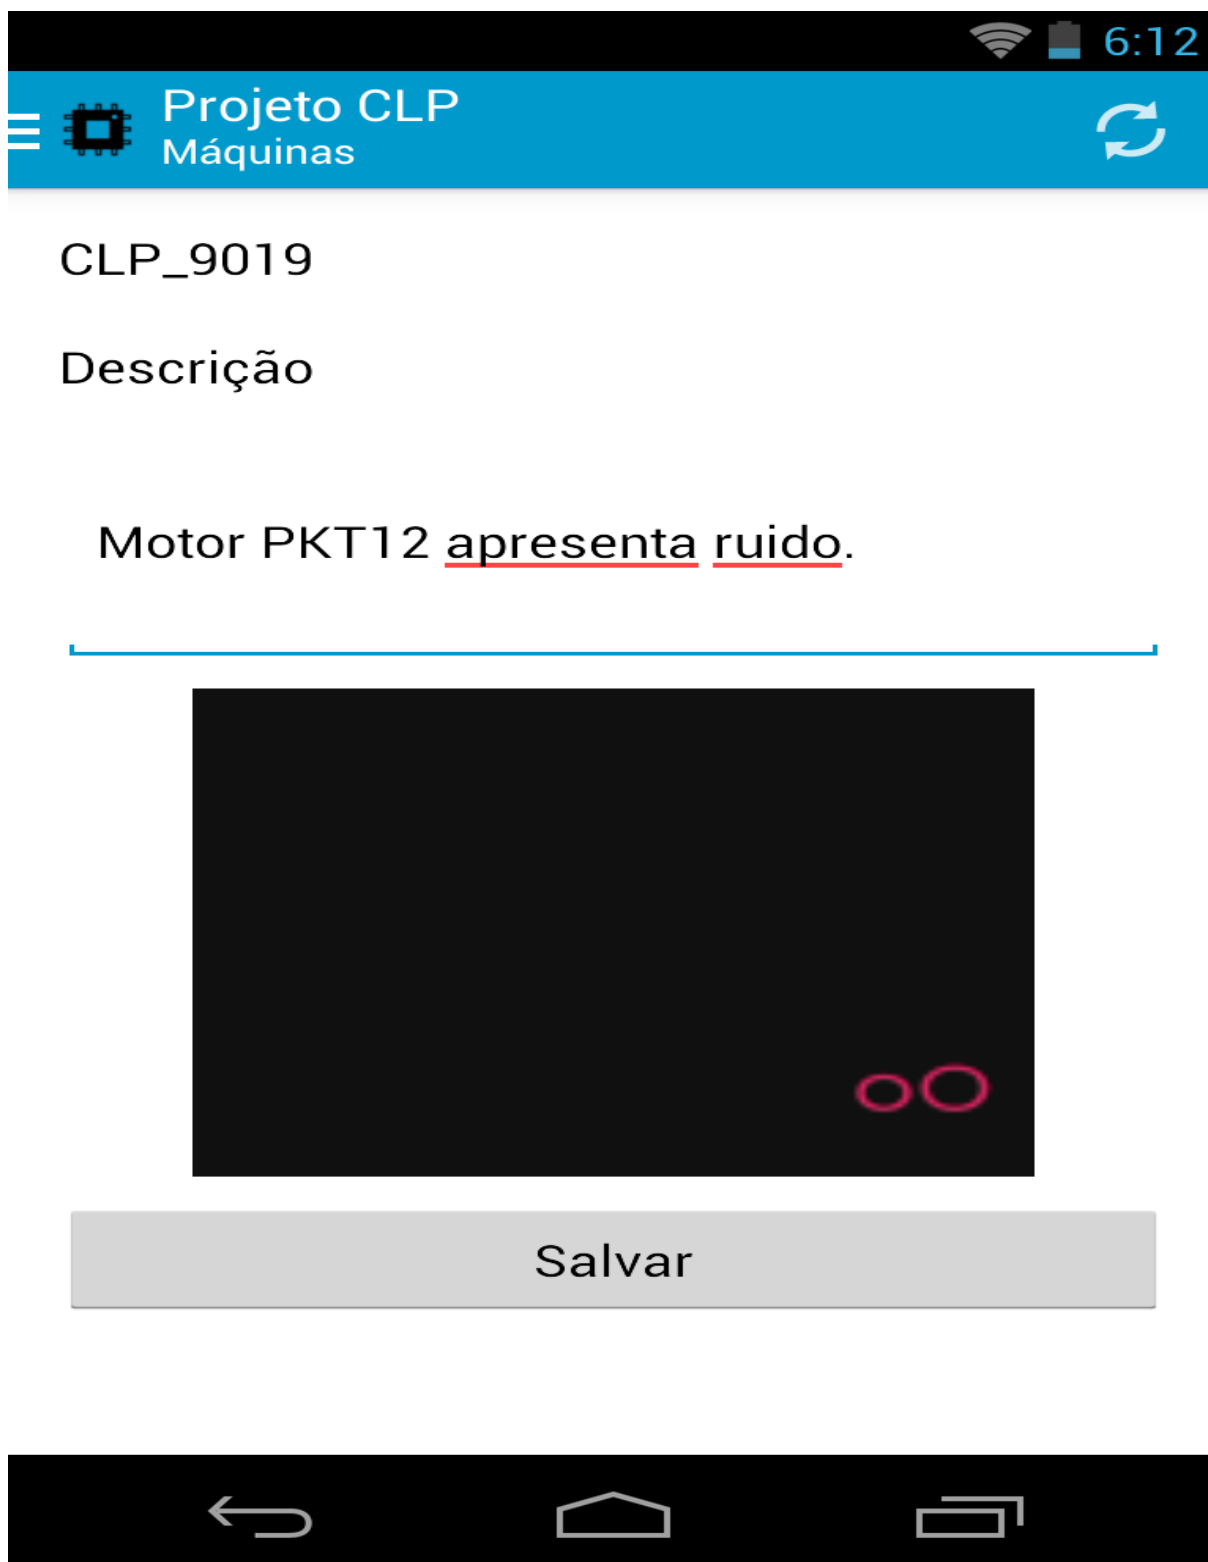 6:12
Projeto CLP
Máquinas
CLP_9019
Descrição
Motor PKT12 apresenta ruido.
Salvar